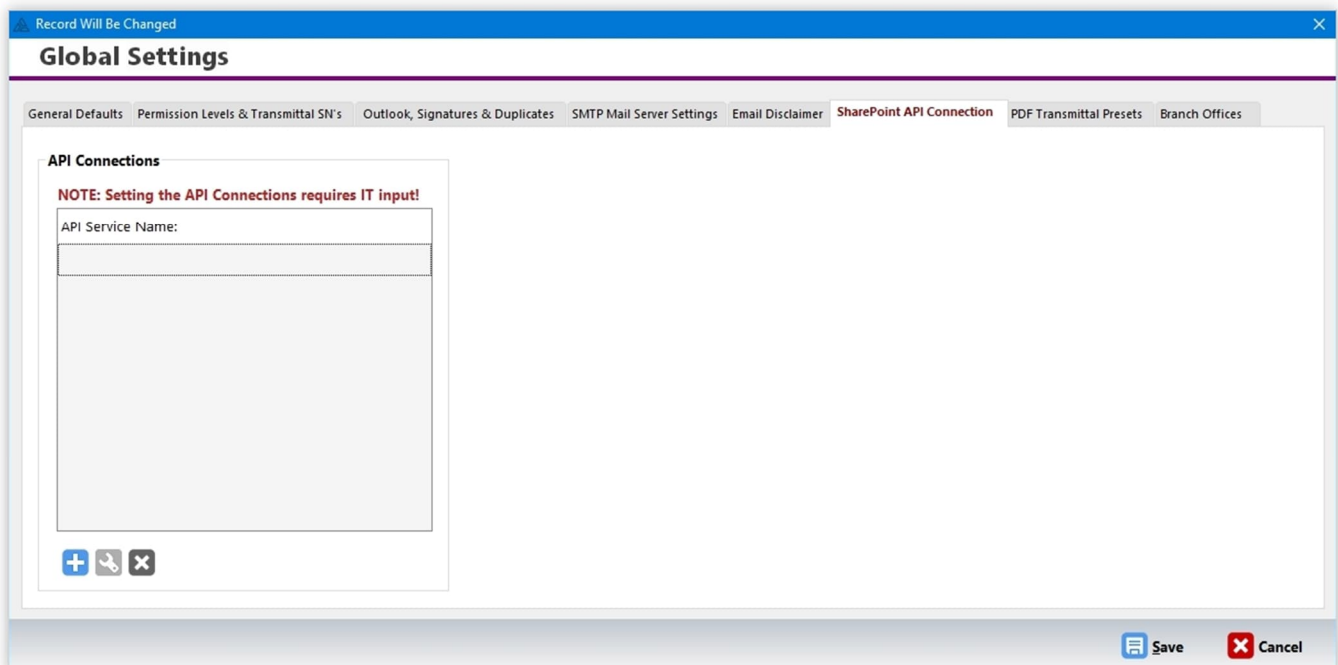 Record Will Be Changed
Global Settings
General Defaults Permission Levels & Transmittal SN's Outlook, Signatures & Duplicates SMTP Mail Server Settings Email Disclaimer SharePoint API Connection PDF Transmittal Presets Branch Offices
API Connections
NOTE: Setting the API Connections requires IT input!
API Service Name:
Save Cancel